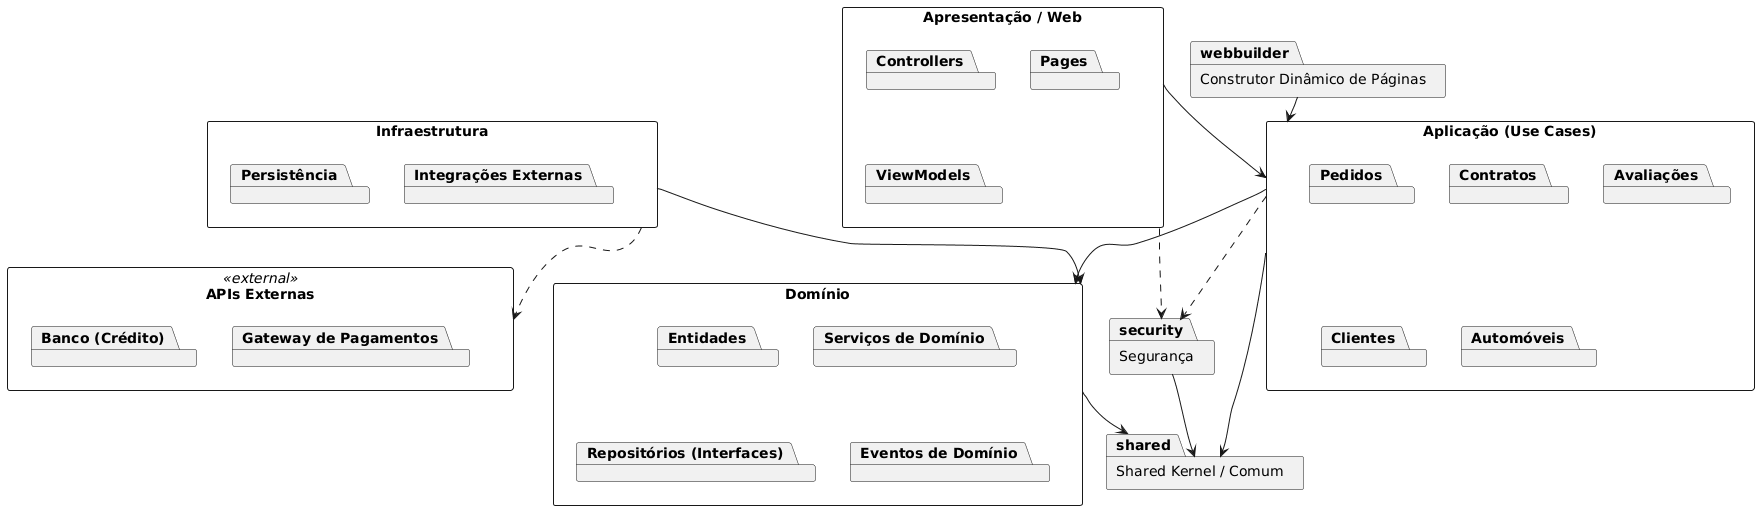 Apresentação / Web
Controllers
Pages
ViewModels
webbuilder
Construtor Dinâmico de Páginas
Infraestrutura
Persistência
Integrações Externas
Aplicação (Use Cases)
Pedidos
Contratos
Avaliações
Clientes
Automóveis
«external»
APIs Externas
Banco (Crédito)
Gateway de Pagamentos
Domínio
Entidades
Serviços de Domínio
Repositórios (Interfaces)
Eventos de Domínio
security
Segurança
shared
Shared Kernel / Comum